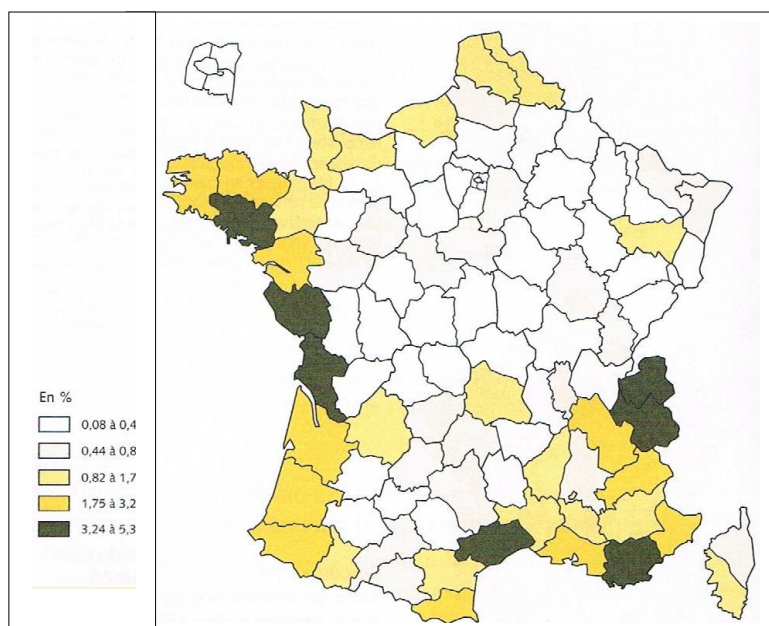 En %
0,08 à 0,4
0,44 à 0,8
0,82 à 1,7
1,75 à 3,2
3,24 à 5,3